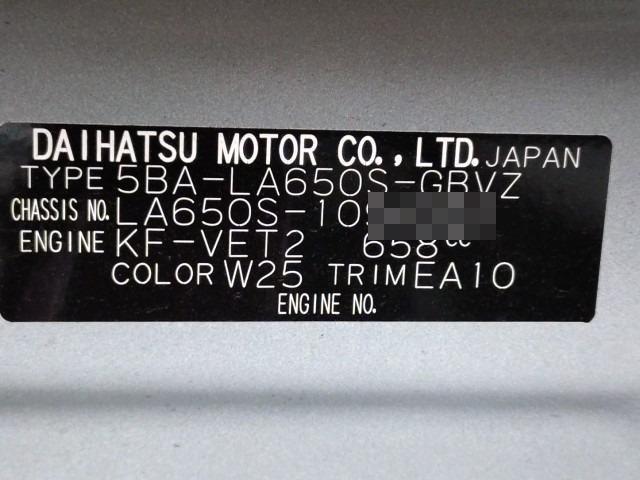 DAIHATSU MOTOR CO., LTD. JAPAN
TYPE 5BA-LA650S-GBVZ
CHASSIS NO. LA650S-100
ENGINE KF-VET2 658cc
COLOR W25 TRIM EA10
ENGINE NO.